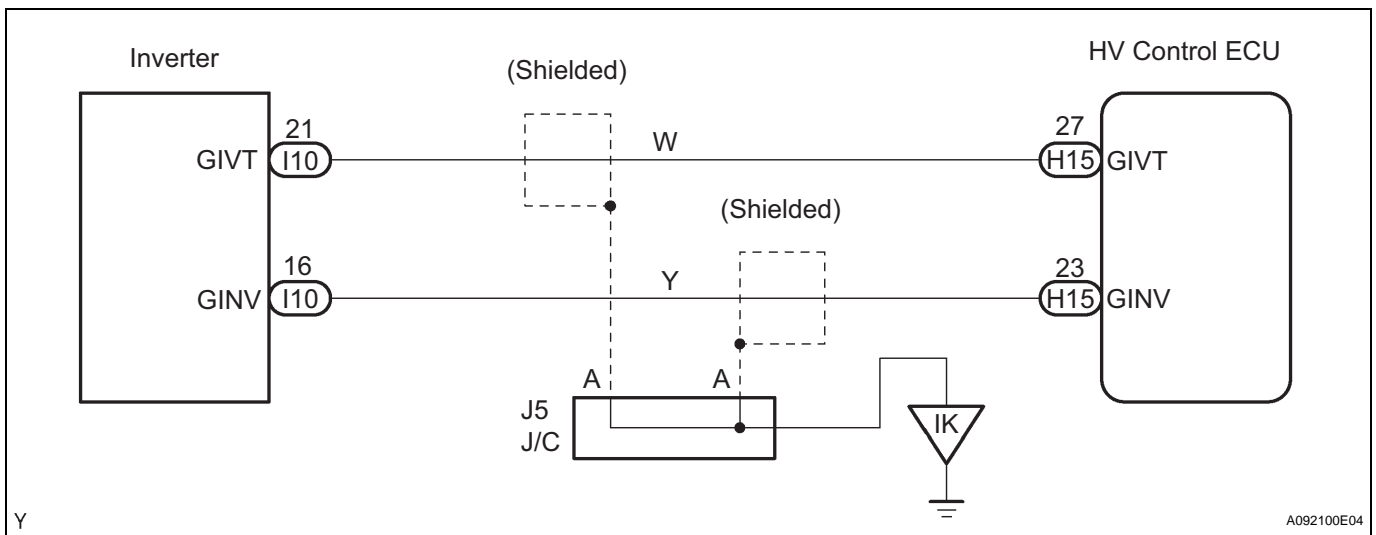 Inverter
HV Control ECU
(Shielded)
21
27
GIVT
I10
W
H15
GIVT
(Shielded)
16
23
GINV
I10
Y
H15
GINV
A
A
J5
J/C
IK
Y
A092100E04